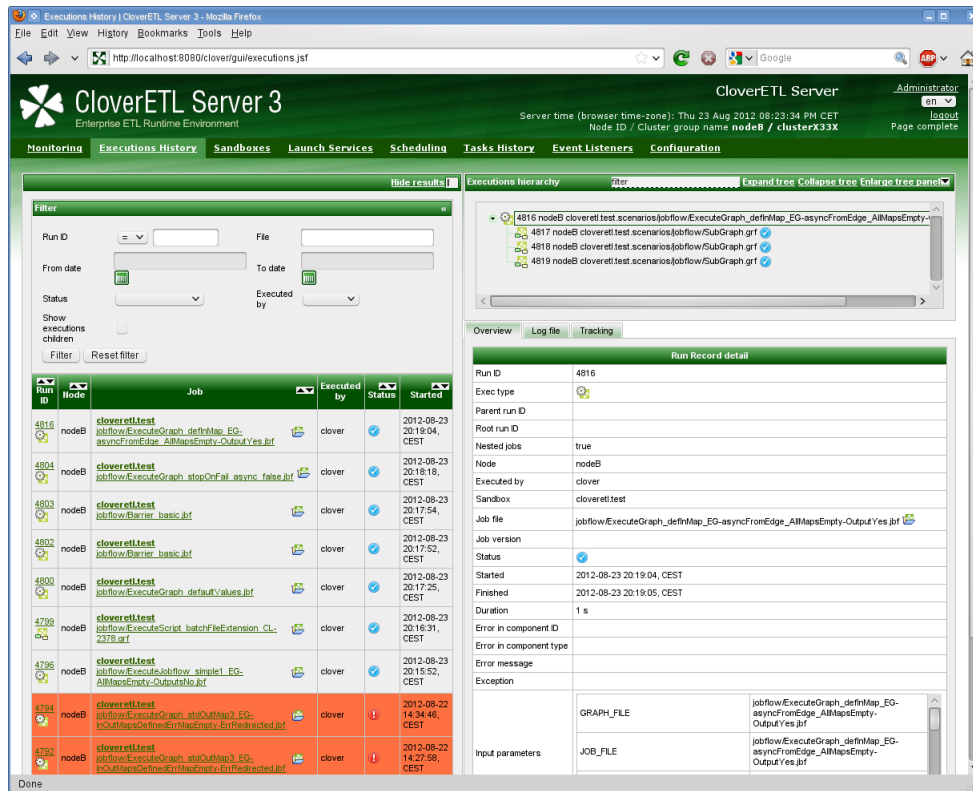 Executions History | CloverETL Server 3 - Mozilla Firefox
File Edit View History Bookmarks Tools Help
http://localhost:8080/clover/gui/executions.jsf
Google
ABP
CloverETL Server 3
Enterprise ETL Runtime Environment
CloverETL Server
Server time (browser time-zone): Thu 23 Aug 2012 08:23:34 PM CET
Node ID / Cluster group name nodeB / clusterX33X
Administrator
en
logout
Page complete
Monitoring Executions History Sandboxes Launch Services Scheduling Tasks History Event Listeners Configuration
Hide results
Filter «
Run ID = File
From date To date
Status Executed by
Show executions children
Filter Reset filter
Run ID Node Job Executed by Status Started
4816 nodeB cloveretl.test clover 2012-08-23
jobflow/ExecuteGraph_defInMap_EG- 20:19:04,
asyncFromEdge_AllMapsEmpty-OutputYes.jbf CEST
4804 nodeB cloveretl.test clover 2012-08-23
jobflow/ExecuteGraph_stopOnFail_async_false.jbf 20:18:18,
CEST
4803 nodeB cloveretl.test clover 2012-08-23
jobflow/Barrier_basic.jbf 20:17:54,
CEST
4802 nodeB cloveretl.test clover 2012-08-23
jobflow/Barrier_basic.jbf 20:17:52,
CEST
4800 nodeB cloveretl.test clover 2012-08-23
jobflow/ExecuteGraph_defaultValues.jbf 20:17:25,
CEST
4799 nodeB cloveretl.test clover 2012-08-23
jobflow/ExecuteScript_batchFileExtension_CL- 20:16:31,
2378.grf CEST
4796 nodeB cloveretl.test clover 2012-08-23
jobflow/ExecuteJobflow_simple1_EG- 20:15:52,
AllMapsEmpty-OutputsNo.jbf CEST
4794 nodeB cloveretl.test clover 2012-08-22
jobflow/ExecuteGraph_stdOutMap3_EG- 14:34:46,
InOutMapsDefinedErrMapEmpty-ErrRedirected.jbf CEST
4792 nodeB cloveretl.test clover 2012-08-22
jobflow/ExecuteGraph_stdOutMap3_EG- 14:27:58,
InOutMapsDefinedErrMapEmpty-ErrRedirected.jbf CEST
Executions hierarchy filter Expand tree Collapse tree Enlarge tree panel
4816 nodeB cloveretl.test.scenarios/jobflow/ExecuteGraph_defInMap_EG-asyncFromEdge_AllMapsEmpty-
4817 nodeB cloveretl.test.scenarios/jobflow/SubGraph.grf
4818 nodeB cloveretl.test.scenarios/jobflow/SubGraph.grf
4819 nodeB cloveretl.test.scenarios/jobflow/SubGraph.grf
Overview Log file Tracking
Run Record detail
Run ID 4816
Exec type
Parent run ID
Root run ID
Nested jobs true
Node nodeB
Executed by clover
Sandbox cloveretl.test
Job file jobflow/ExecuteGraph_defInMap_EG-asyncFromEdge_AllMapsEmpty-OutputYes.jbf
Job version
Status
Started 2012-08-23 20:19:04, CEST
Finished 2012-08-23 20:19:05, CEST
Duration 1 s
Error in component ID
Error in component type
Error message
Exception
Input parameters
GRAPH_FILE jobflow/ExecuteGraph_defInMap_EG-
asyncFromEdge_AllMapsEmpty-
OutputYes.jbf
JOB_FILE jobflow/ExecuteGraph_defInMap_EG-
asyncFromEdge_AllMapsEmpty-
OutputYes.jbf
Done